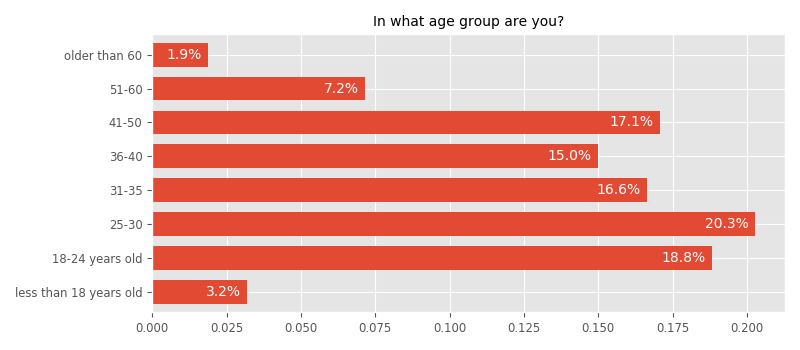 In what age group are you?
older than 60 1.9%
51-60 7.2%
41-50 17.1%
36-40 15.0%
31-35 16.6%
25-30 20.3%
18-24 years old 18.8%
less than 18 years old 3.2%
0.000 0.025 0.050 0.075 0.100 0.125 0.150 0.175 0.200